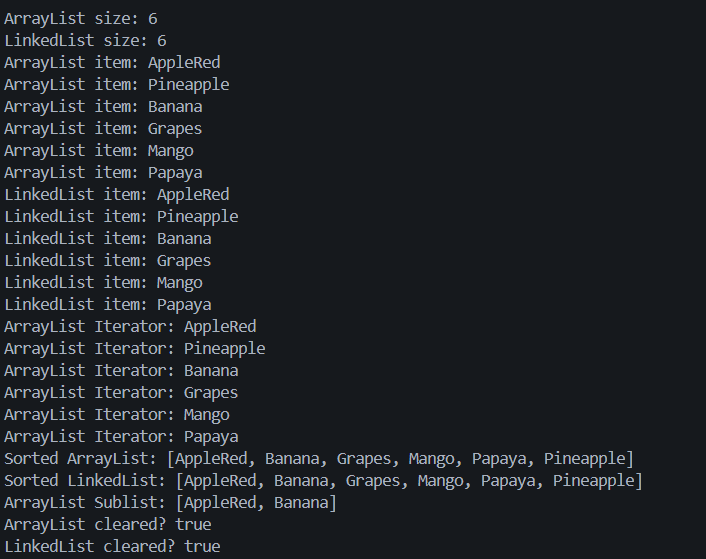 ArrayList size: 6
LinkedList size: 6
ArrayList item: AppleRed
ArrayList item: Pineapple
ArrayList item: Banana
ArrayList item: Grapes
ArrayList item: Mango
ArrayList item: Papaya
LinkedList item: AppleRed
LinkedList item: Pineapple
LinkedList item: Banana
LinkedList item: Grapes
LinkedList item: Mango
LinkedList item: Papaya
ArrayList Iterator: AppleRed
ArrayList Iterator: Pineapple
ArrayList Iterator: Banana
ArrayList Iterator: Grapes
ArrayList Iterator: Mango
ArrayList Iterator: Papaya
Sorted ArrayList: [AppleRed, Banana, Grapes, Mango, Papaya, Pineapple]
Sorted LinkedList: [AppleRed, Banana, Grapes, Mango, Papaya, Pineapple]
ArrayList Sublist: [AppleRed, Banana]
ArrayList cleared? true
LinkedList cleared? true